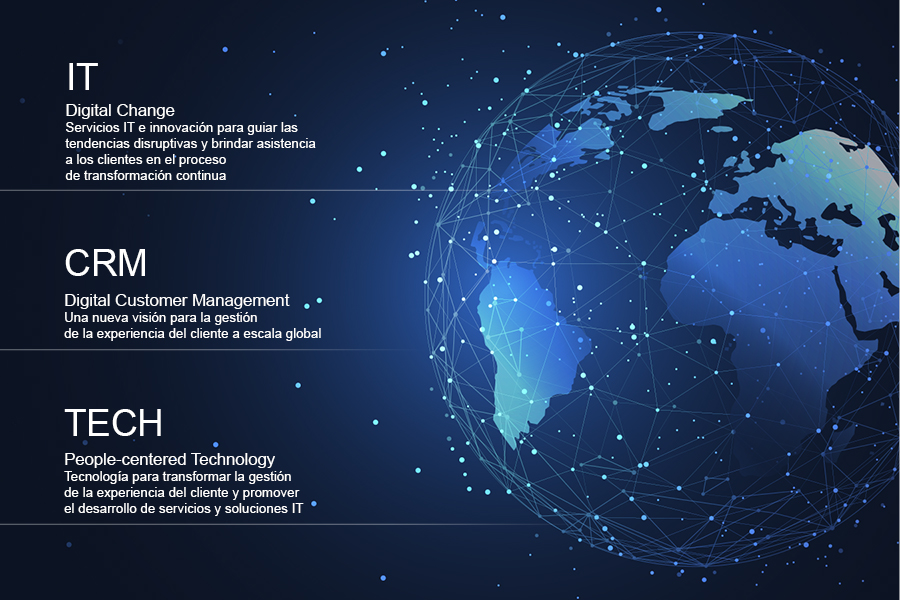 IT
Digital Change
Servicios IT e innovación para guiar las
tendencias disruptivas y brindar asistencia
a los clientes en el proceso
de transformación continua
CRM
Digital Customer Management
Una nueva visión para la gestión
de la experiencia del cliente a escala global
TECH
People-centered Technology
Tecnología para transformar la gestión
de la experiencia del cliente y promover
el desarrollo de servicios y soluciones IT